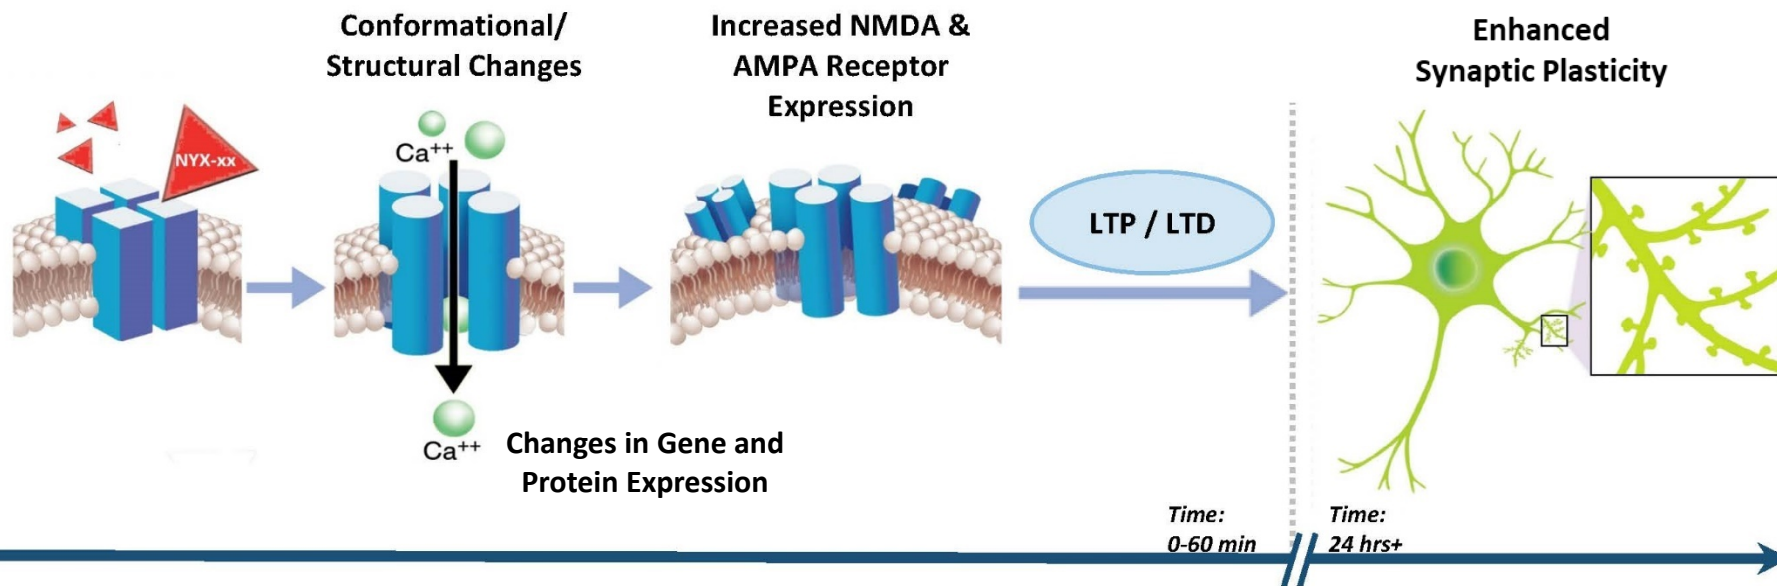 Conformational/
Structural Changes
Increased NMDA &
AMPA Receptor
Expression
Enhanced
Synaptic Plasticity
NYX-xx
Ca++
LTP / LTD
Ca++
Changes in Gene and
Protein Expression
Time:
0-60 min
Time:
24 hrs+